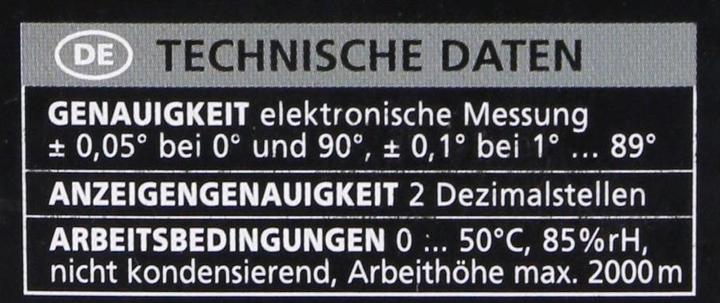 DE TECHNISCHE DATEN
GENAUIGKEIT elektronische Messung
± 0,05° bei 0° und 90°, ± 0,1° bei 1° ... 89°
ANZEIGENGENAUIGKEIT 2 Dezimalstellen
ARBEITSBEDINGUNGEN 0 ... 50°C, 85%rH,
nicht kondensierend, Arbeithöhe max. 2000m